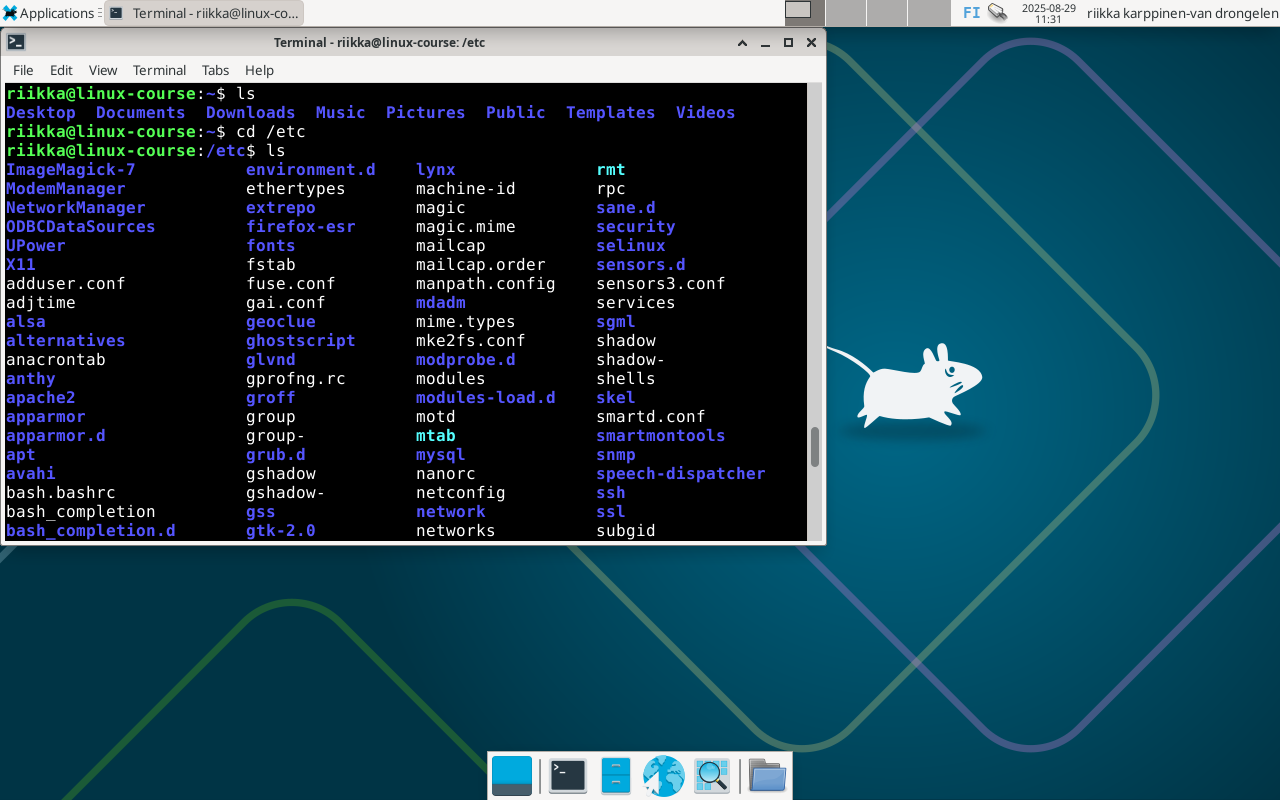 Applications
Terminal - riikka@linux-co...
FI
2025-08-29
11:31
riikka karppinen-van drongelen
Terminal - riikka@linux-course: /etc
File Edit View Terminal Tabs Help
riikka@linux-course:~$ ls
Desktop Documents Downloads Music Pictures Public Templates Videos
riikka@linux-course:~$ cd /etc
riikka@linux-course:/etc$ ls
ImageMagick-7 environment.d lynx rmt
ModemManager ethertypes machine-id rpc
NetworkManager extrepo magic sane.d
ODBCDataSources firefox-esr magic.mime security
UPower fonts mailcap selinux
X11 fstab mailcap.order sensors.d
adduser.conf fuse.conf manpath.config sensors3.conf
adjtime gai.conf mdadm services
alsa geoclue mime.types sgml
alternatives ghostscript mke2fs.conf shadow
anacrontab glvnd modprobe.d shadow-
anthy gprofng.rc modules shells
apache2 groff modules-load.d skel
apparmor group motd smartd.conf
apparmor.d group- mtab smartmontools
apt grub.d mysql snmp
avahi gshadow nanorc speech-dispatcher
bash.bashrc gshadow- netconfig ssh
bash_completion gss network ssl
bash_completion.d gtk-2.0 networks subgid